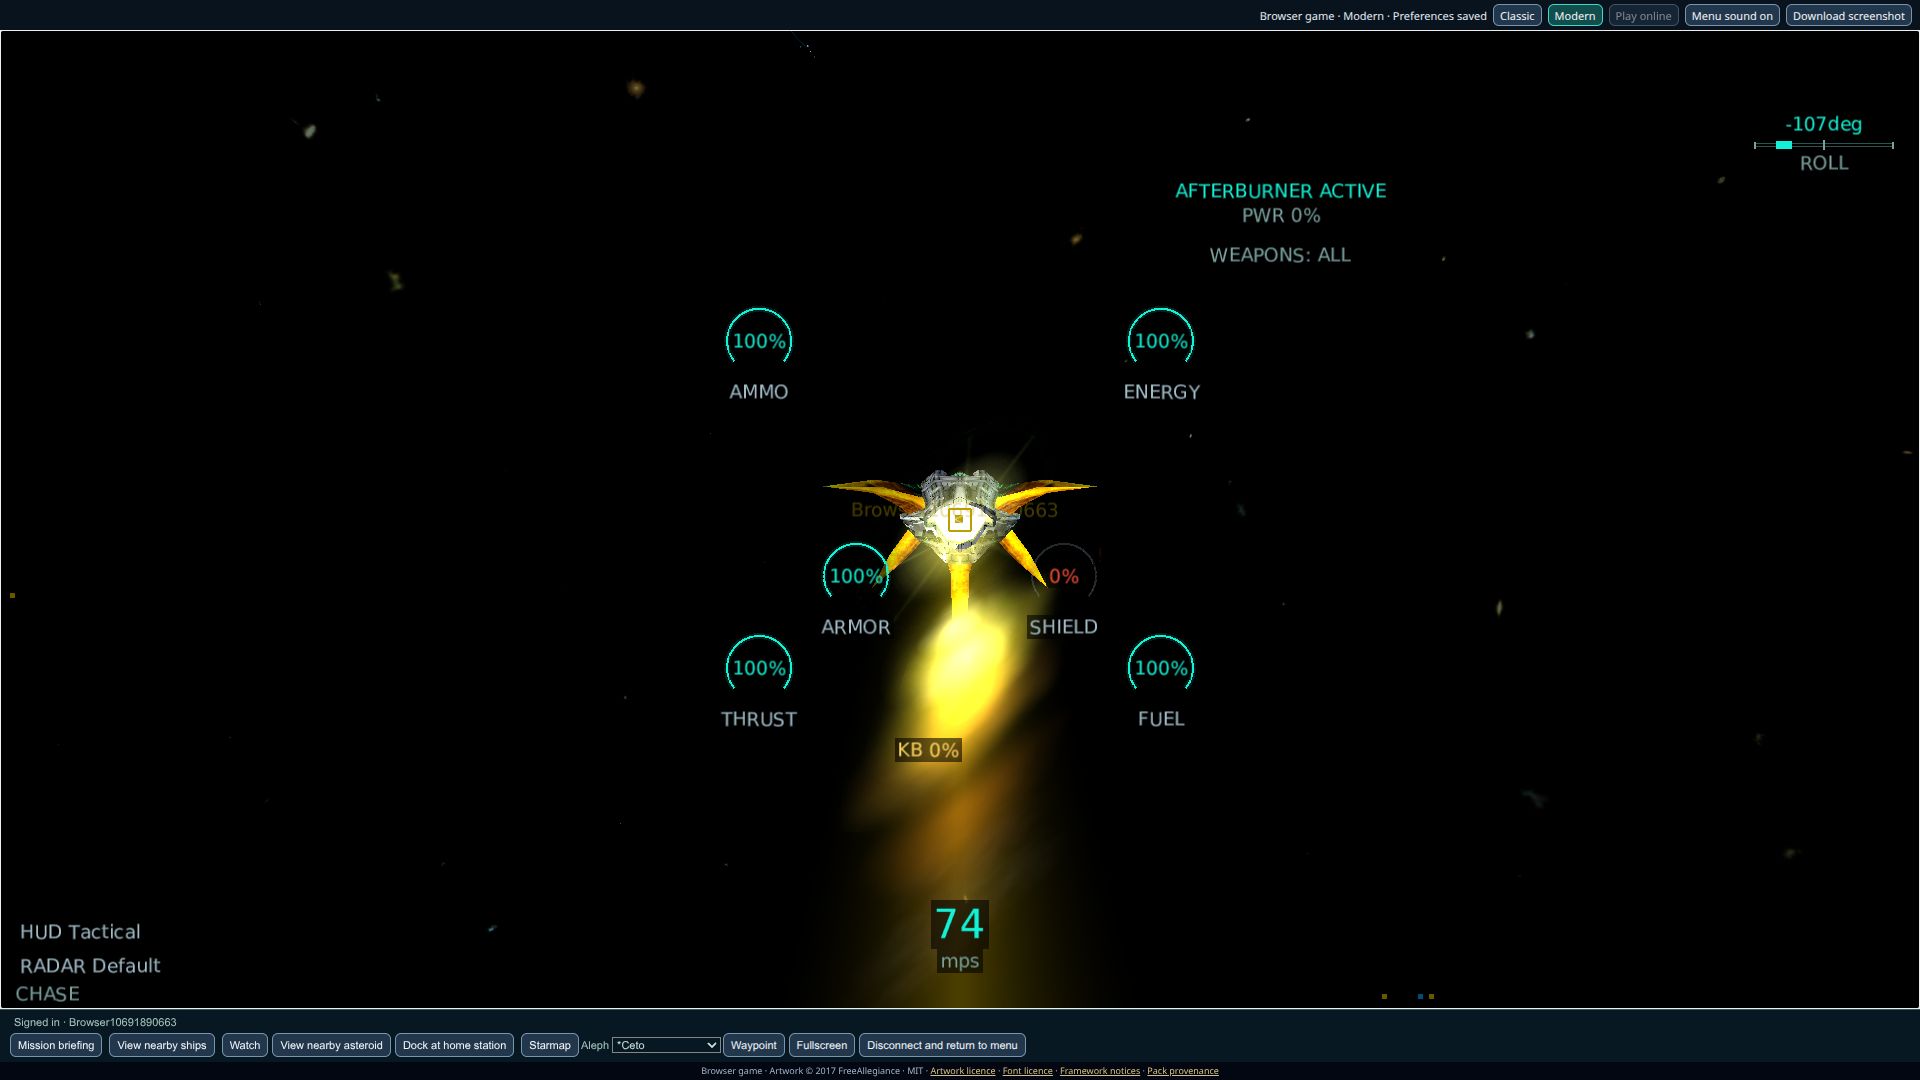 Browser game · Modern · Preferences saved
Classic
Modern
Play online
Menu sound on
Download screenshot
-107deg
ROLL
AFTERBURNER ACTIVE
PWR 0%
WEAPONS: ALL
100%
AMMO
100%
ENERGY
Brow 663
100%
ARMOR
0%
SHIELD
100%
THRUST
100%
FUEL
KB 0%
74
mps
HUD Tactical
RADAR Default
CHASE
Signed in · Browser10691890663
Mission briefing
View nearby ships
Watch
View nearby asteroid
Dock at home station
Starmap
Aleph
*Ceto
Waypoint
Fullscreen
Disconnect and return to menu
Browser game · Artwork © 2017 FreeAllegiance · MIT · Artwork licence · Font licence · Framework notices · Pack provenance